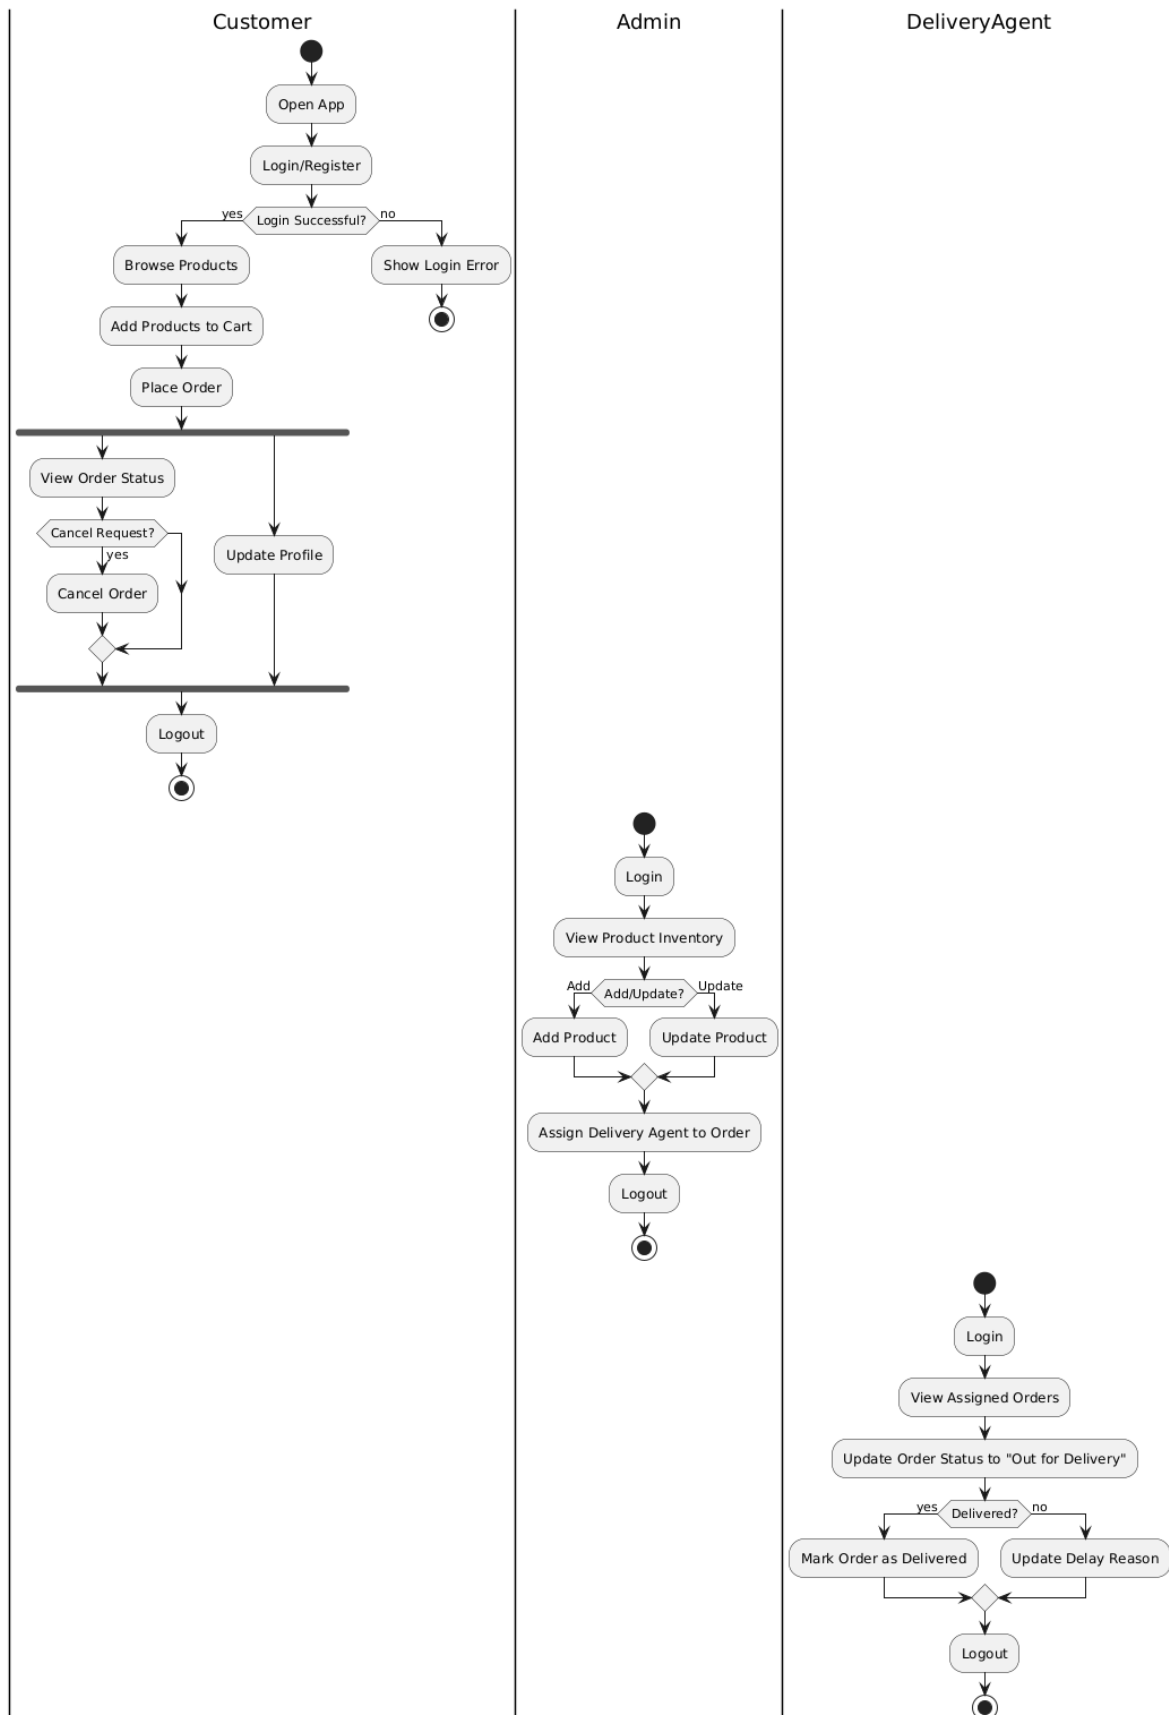 Customer
Admin
DeliveryAgent
Open App
Login/Register
yes
Login Successful?
no
Browse Products
Show Login Error
Add Products to Cart
Place Order
View Order Status
Cancel Request?
yes
Update Profile
Cancel Order
Logout
Login
View Product Inventory
Add
Add/Update?
Update
Add Product
Update Product
Assign Delivery Agent to Order
Logout
Login
View Assigned Orders
Update Order Status to "Out for Delivery"
yes
Delivered?
no
Mark Order as Delivered
Update Delay Reason
Logout